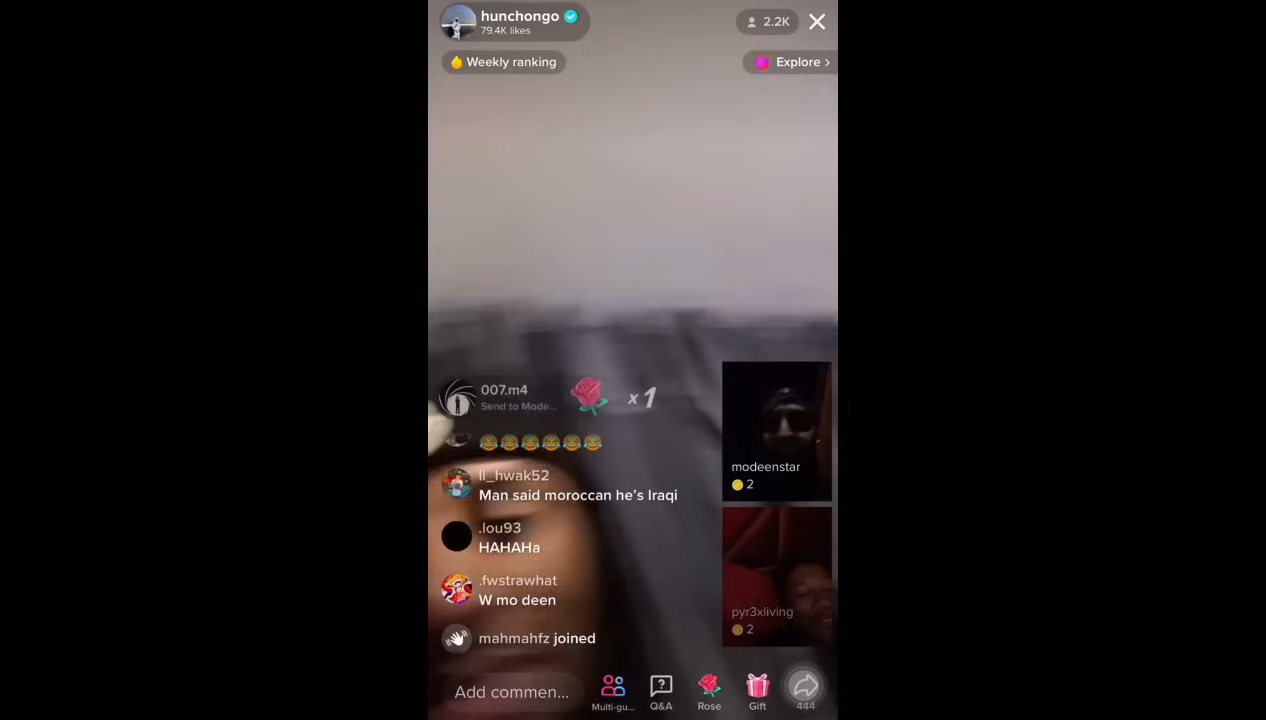 hunchongo
79.4K likes
2.2K
Weekly ranking
Explore >
007.m4
Send to Mode...
x1
😂😂😂😂😂😂
ll_hwak52
Man said moroccan he's Iraqi
.lou93
HAHAHa
.fwstrawhat
W mo deen
mahmahfz joined
modeenstar
2
pyr3xliving
2
Add commen...
Multi-gu...
Q&A
Rose
Gift
444